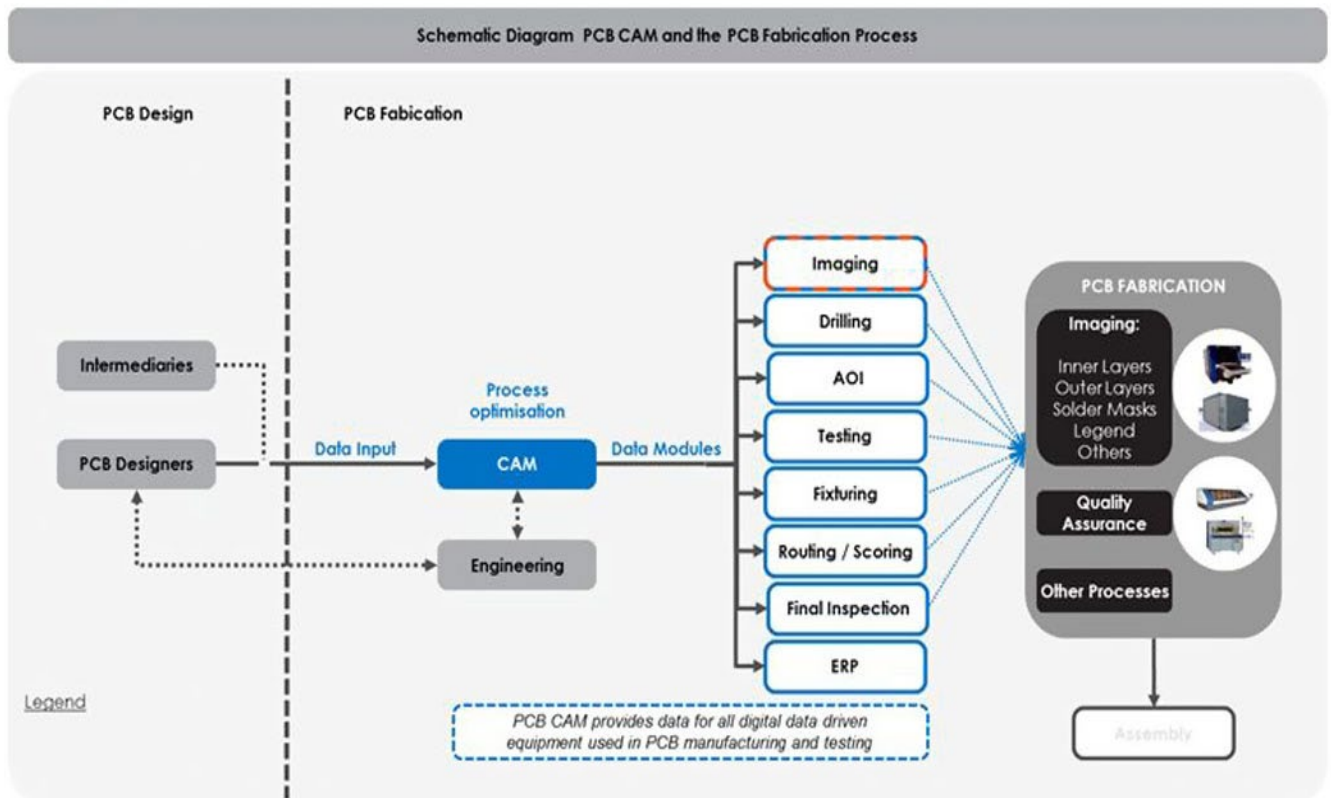 Schematic Diagram PCB CAM and the PCB Fabrication Process
PCB Design
PCB Fabication
Intermediaries
PCB Designers
Data Input
Process
optimisation
CAM
Engineering
Data Modules
Imaging
Drilling
AOI
Testing
Fixturing
Routing / Scoring
Final Inspection
ERP
PCB FABRICATION
Imaging:
Inner Layers
Outer Layers
Solder Masks
Legend
Others
Quality
Assurance
Other Processes
Assembly
Legend
PCB CAM provides data for all digital data driven
equipment used in PCB manufacturing and testing